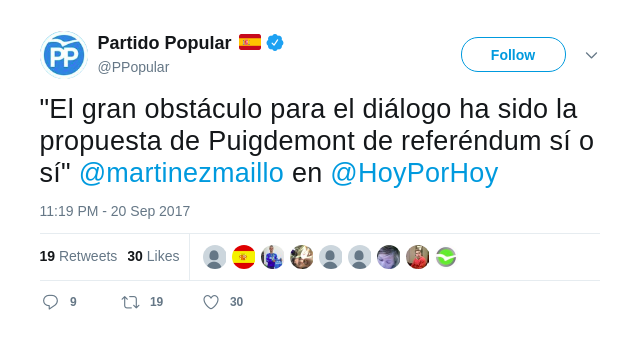 Partido Popular
@PPopular
Follow
"El gran obstáculo para el diálogo ha sido la
propuesta de Puigdemont de referéndum sí o
sí" @martinezmaillo en @HoyPorHoy
11:19 PM - 20 Sep 2017
19 Retweets 30 Likes
9 19 30